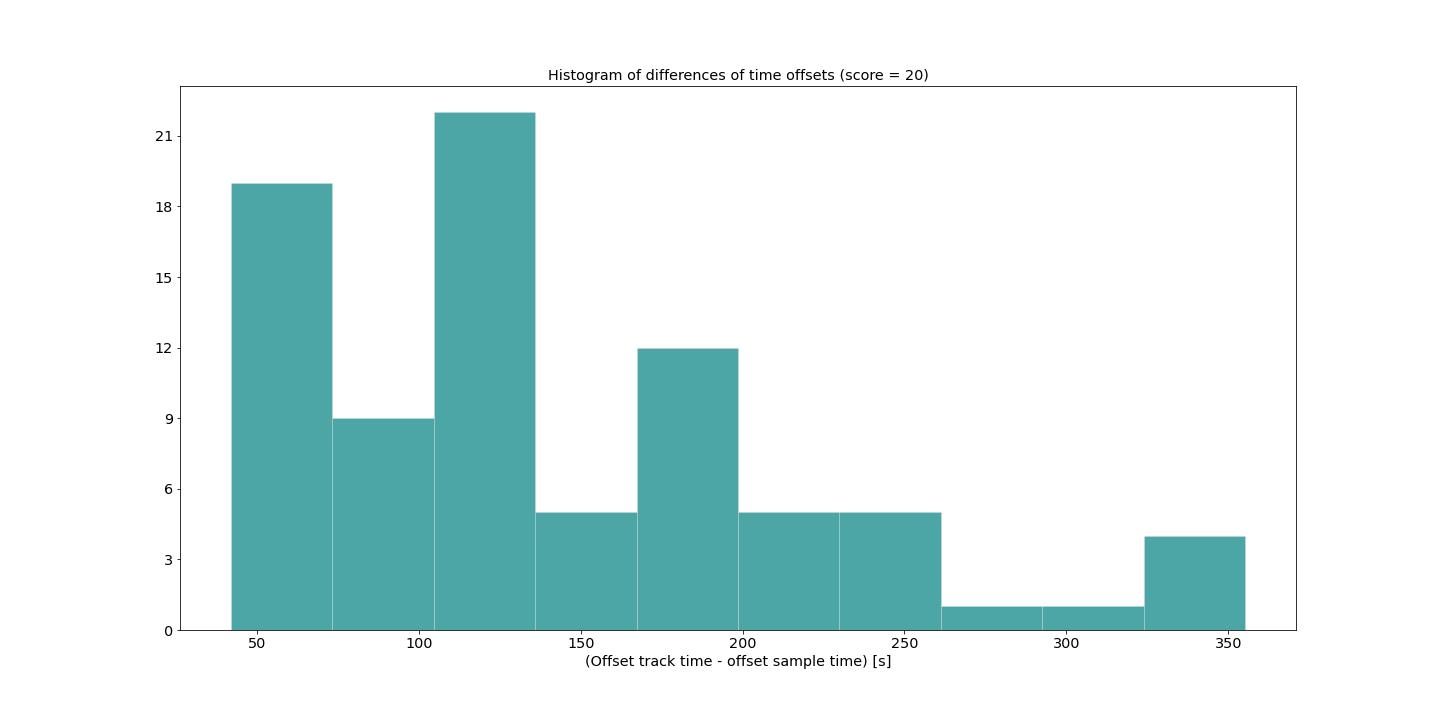 Histogram of differences of time offsets (score = 20)
21
18
15
12
9
6
3
0
50 100 150 200 250 300 350
(Offset track time - offset sample time) [s]